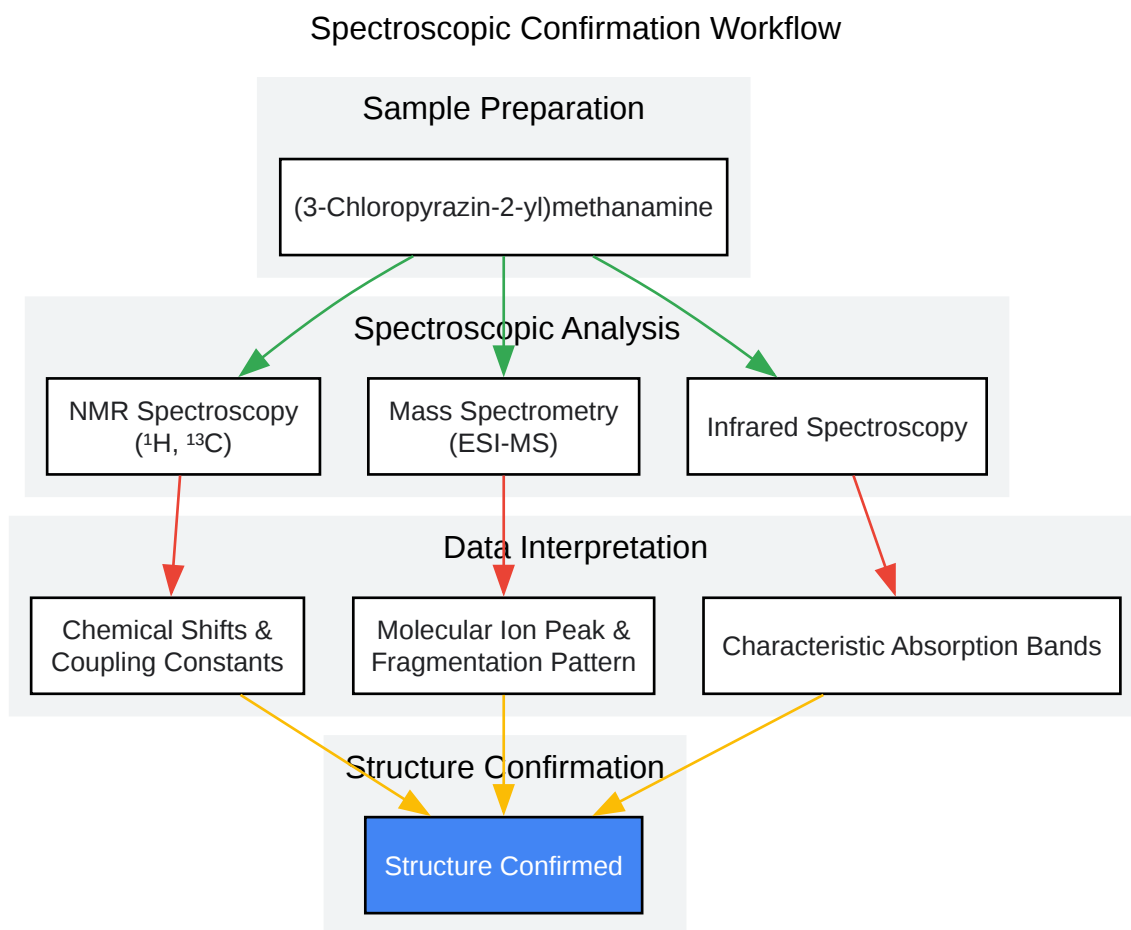 Spectroscopic Confirmation Workflow
Sample Preparation
(3-Chloropyrazin-2-yl)methanamine
Spectroscopic Analysis
NMR Spectroscopy
(¹H, ¹³C)
Mass Spectrometry
(ESI-MS)
Infrared Spectroscopy
Data Interpretation
Chemical Shifts &
Coupling Constants
Molecular Ion Peak &
Fragmentation Pattern
Characteristic Absorption Bands
Structure Confirmation
Structure Confirmed